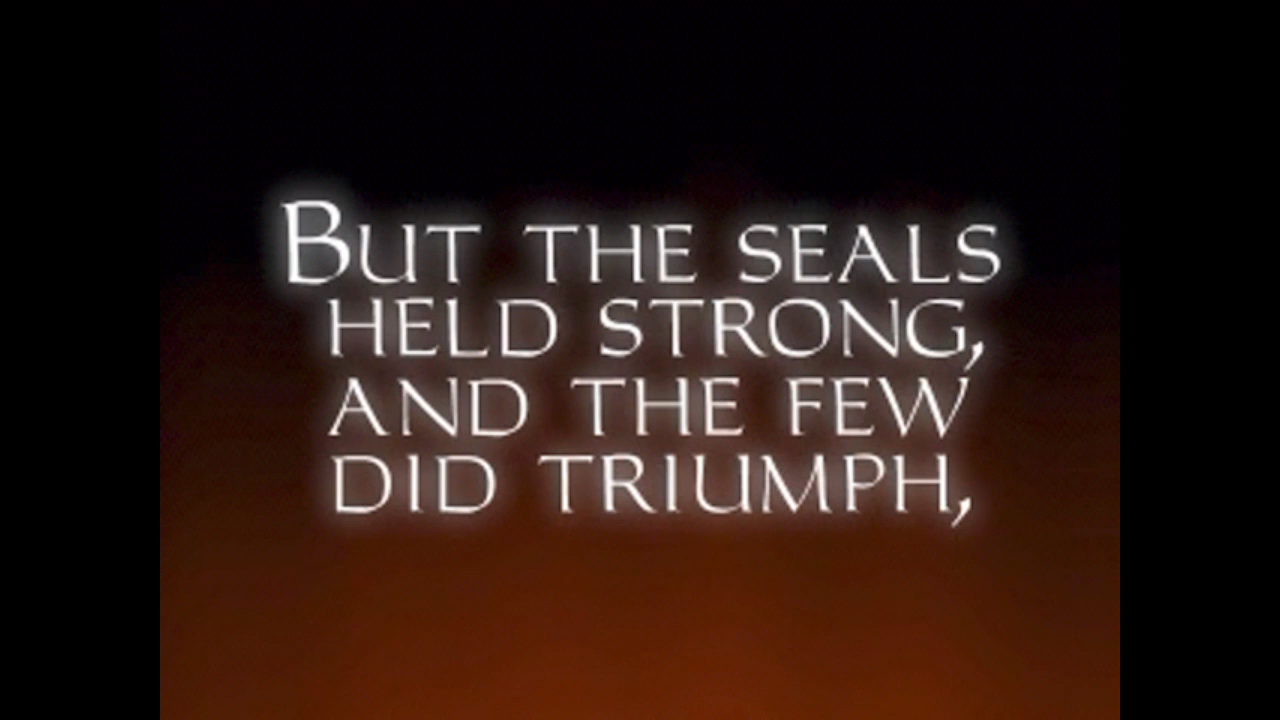 BUT THE SEALS
HELD STRONG,
AND THE FEW
DID TRIUMPH,